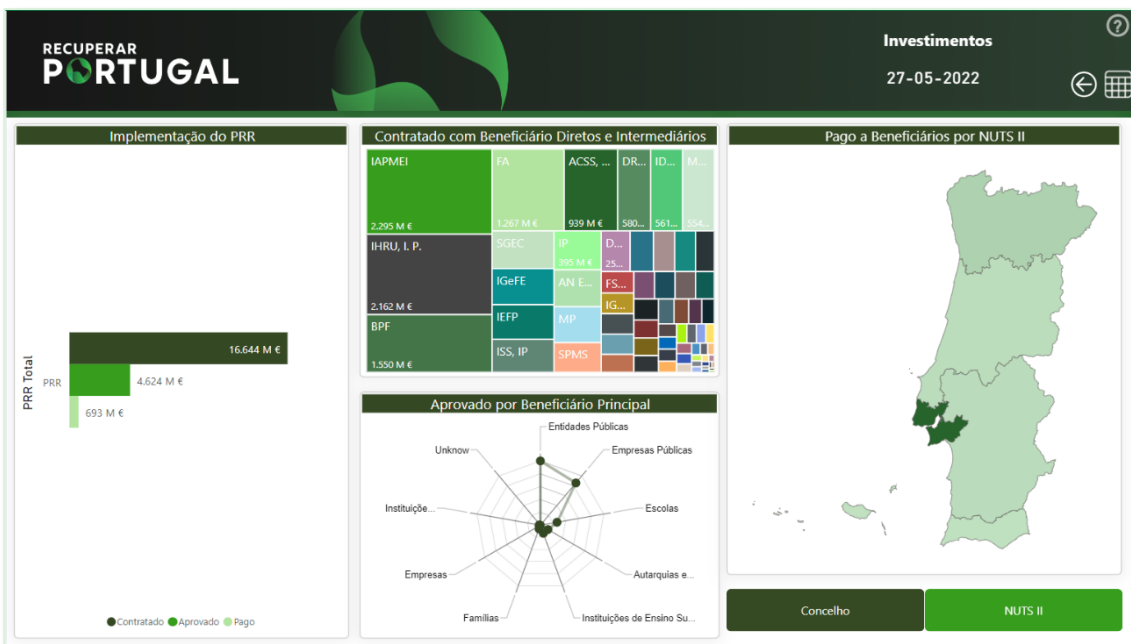 RECUPERAR
PORTUGAL
Investimentos
27-05-2022
?
Implementação do PRR
PRR Total
PRR
16.644 M €
4.624 M €
693 M €
Contratado Aprovado Pago
Contratado com Beneficiário Diretos e Intermediários
IAPMEI
2.295 M €
IHRU, I. P.
2.162 M €
BPF
1.550 M €
FA
1.267 M €
ACSS, ...
939 M €
DR...
580...
ID...
561...
M...
554...
SGEC
IGeFE
IEFP
ISS, IP
IP
395 M €
AN E...
MP
SPMS
D...
25...
FS...
IG...
Aprovado por Beneficiário Principal
Entidades Públicas
Empresas Públicas
Escolas
Autarquias e...
Instituições de Ensino Su...
Famílias
Empresas
Instituiçõe...
Unknow
Pago a Beneficiários por NUTS II
Concelho
NUTS II